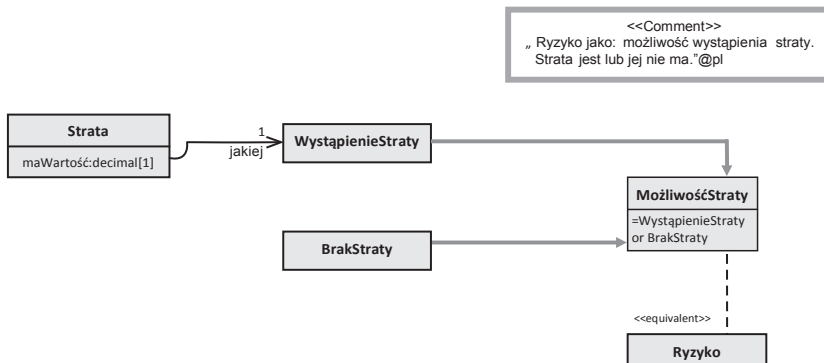 <<Comment>>
„ Ryzyko jako: możliwość wystąpienia straty.
Strata jest lub jej nie ma.”@pl
Strata
maWartość:decimal[1]
1
jakiej
WystąpienieStraty
MożliwośćStraty
=WystąpienieStraty
or BrakStraty
BrakStraty
<<equivalent>>
Ryzyko